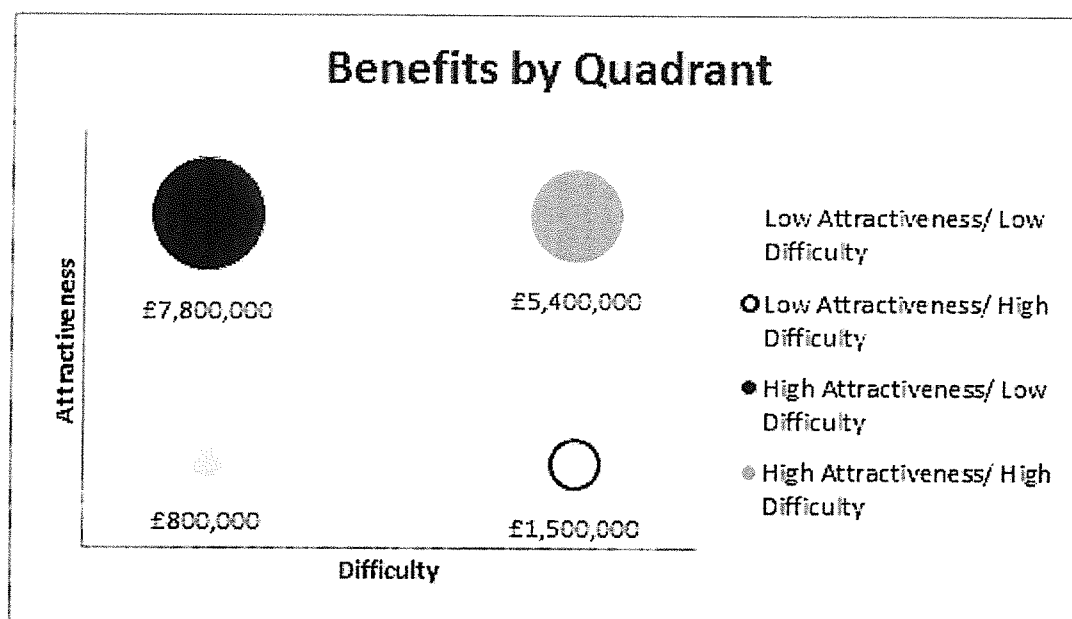 Benefits by Quadrant
Attractiveness
£7,800,000
£5,400,000
£800,000
£1,500,000
Difficulty
Low Attractiveness/ Low
Difficulty
Low Attractiveness/ High
Difficulty
High Attractiveness/ Low
Difficulty
High Attractiveness/ High
Difficulty